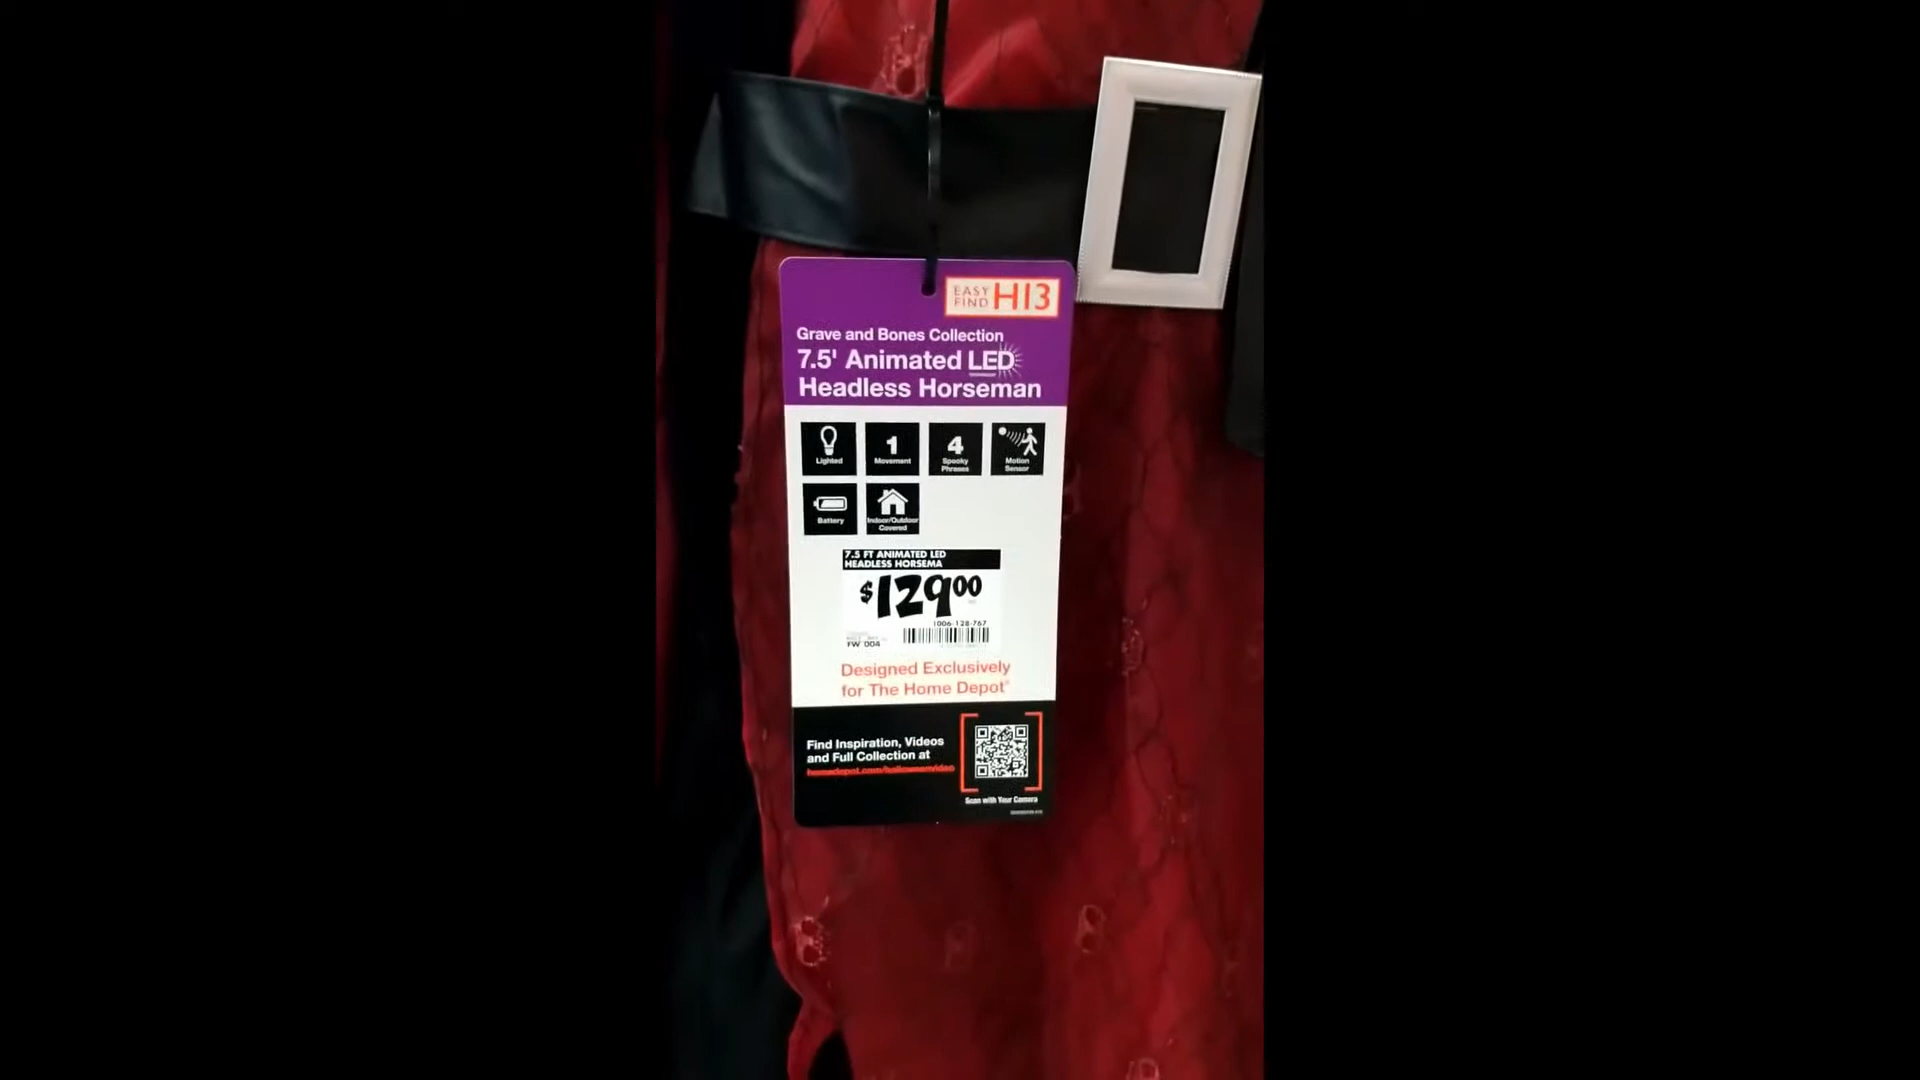 EASY
FIND H13
Grave and Bones Collection
7.5' Animated LED
Headless Horseman
Lighted
1
Movement
4
Spooky
Phrases
Motion
Sensor
Battery
Indoor/Outdoor
Covered
7.5 FT ANIMATED LED
HEADLESS HORSEMA
$12900
1006-128-767
FW 004
Designed Exclusively
for The Home Depot®
Find Inspiration, Videos
and Full Collection at
Scan with Your Camera